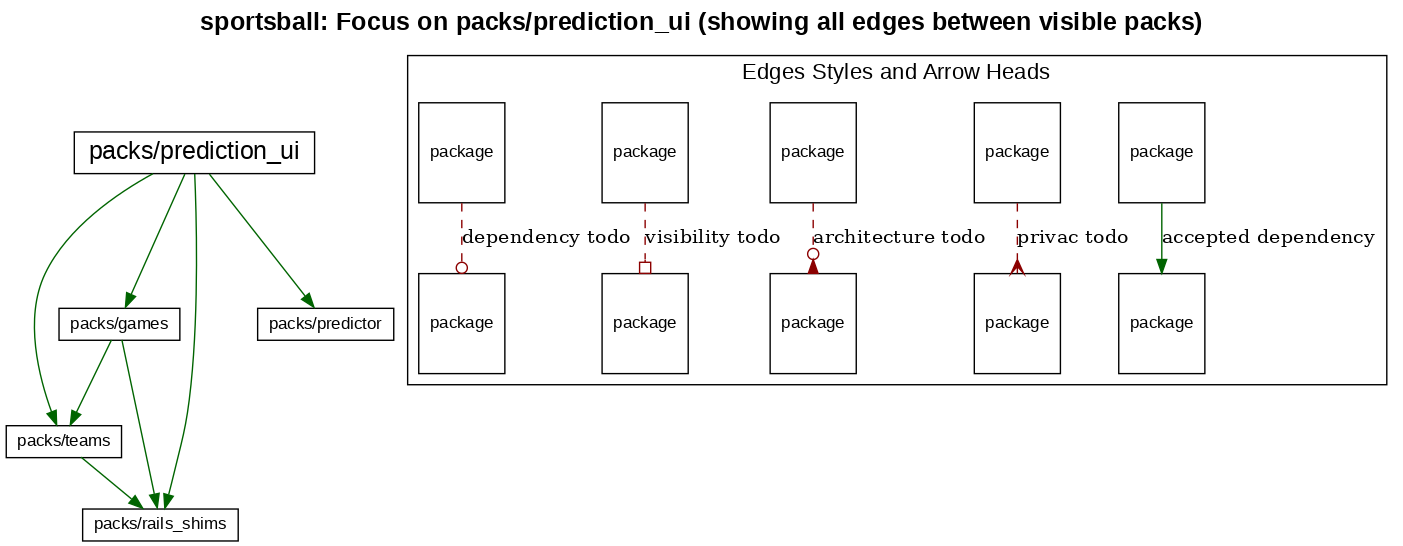 sportsball: Focus on packs/prediction_ui (showing all edges between visible packs)
Edges Styles and Arrow Heads
packs/prediction_ui
package
package
package
package
package
dependency todo
visibility todo
architecture todo
privac todo
accepted dependency
packs/games
packs/predictor
package
package
package
package
package
packs/teams
packs/rails_shims